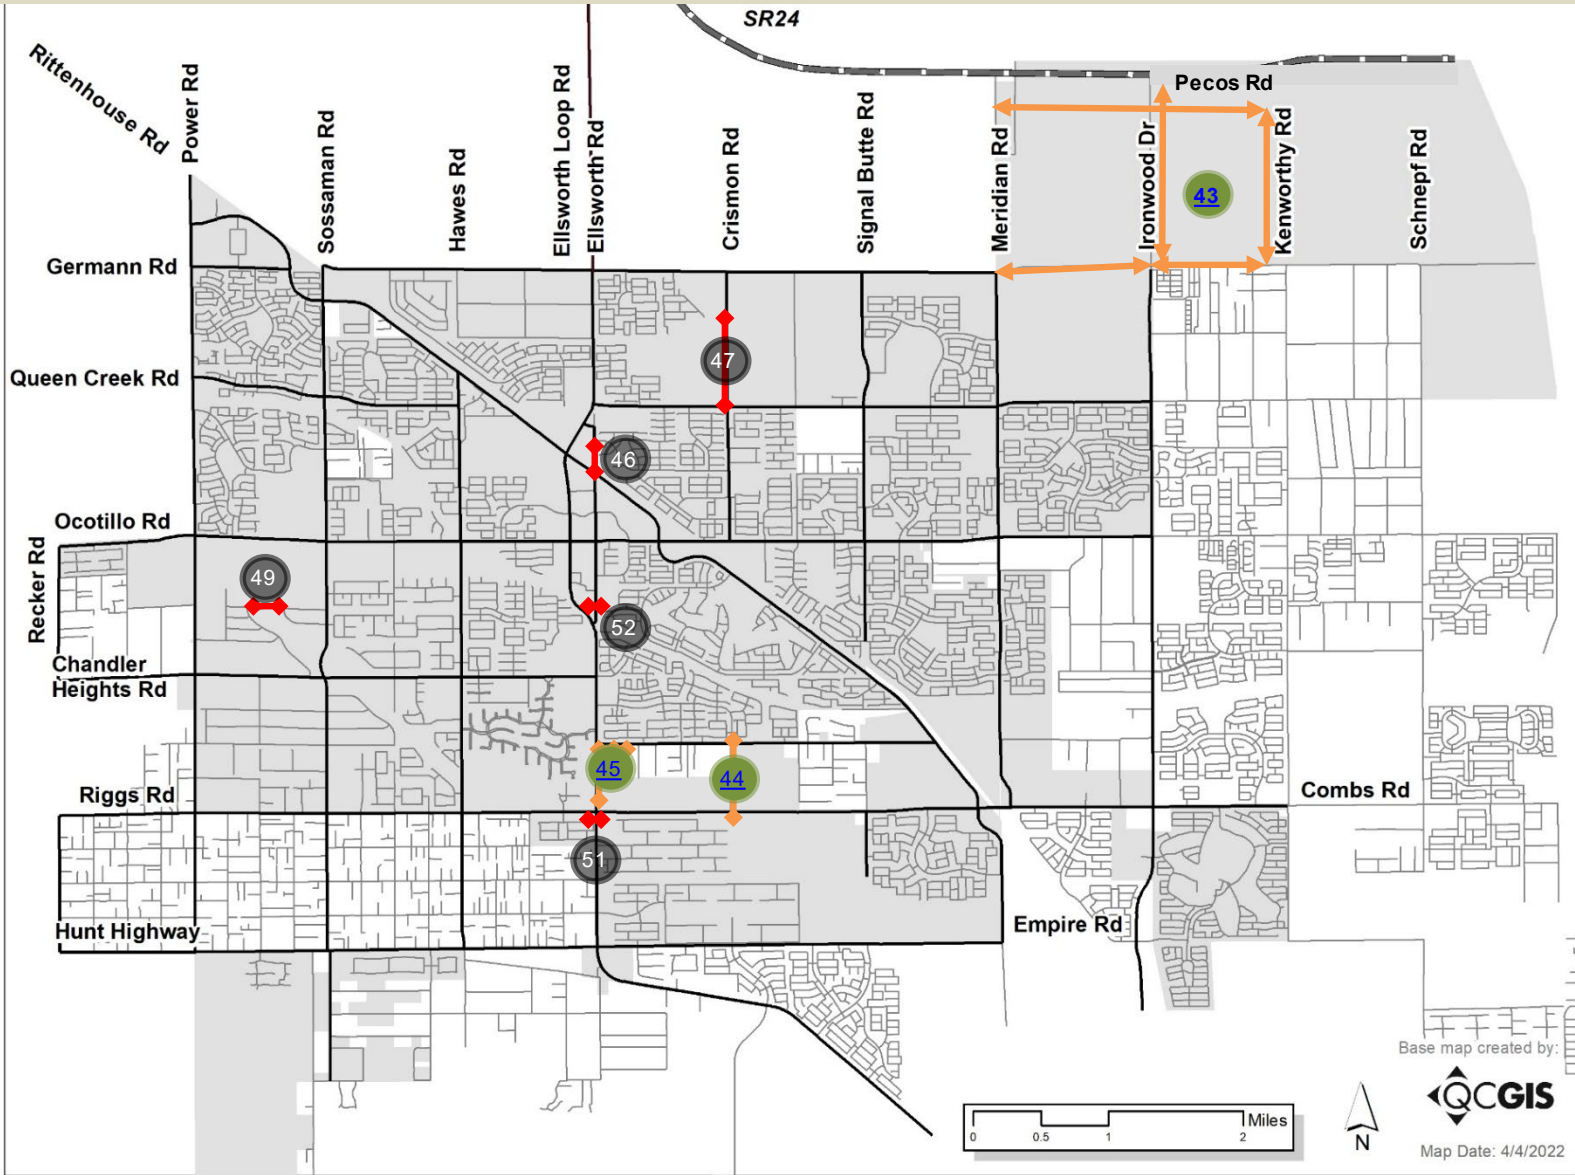 SR24
Rittenhouse Rd
Power Rd
Sossaman Rd
Hawes Rd
Ellsworth Loop Rd
Ellsworth Rd
Crismon Rd
Signal Butte Rd
Meridian Rd
Ironwood Dr
Pecos Rd
Kenworthy Rd
Schnepf Rd
43
Germann Rd
47
Queen Creek Rd
46
Ocotillo Rd
Recker Rd
49
52
Chandler
Heights Rd
45
44
Riggs Rd
Combs Rd
51
Hunt Highway
Empire Rd
Base map created by:
QCGIS
0
0.5
1
2
Miles
N
Map Date: 4/4/2022